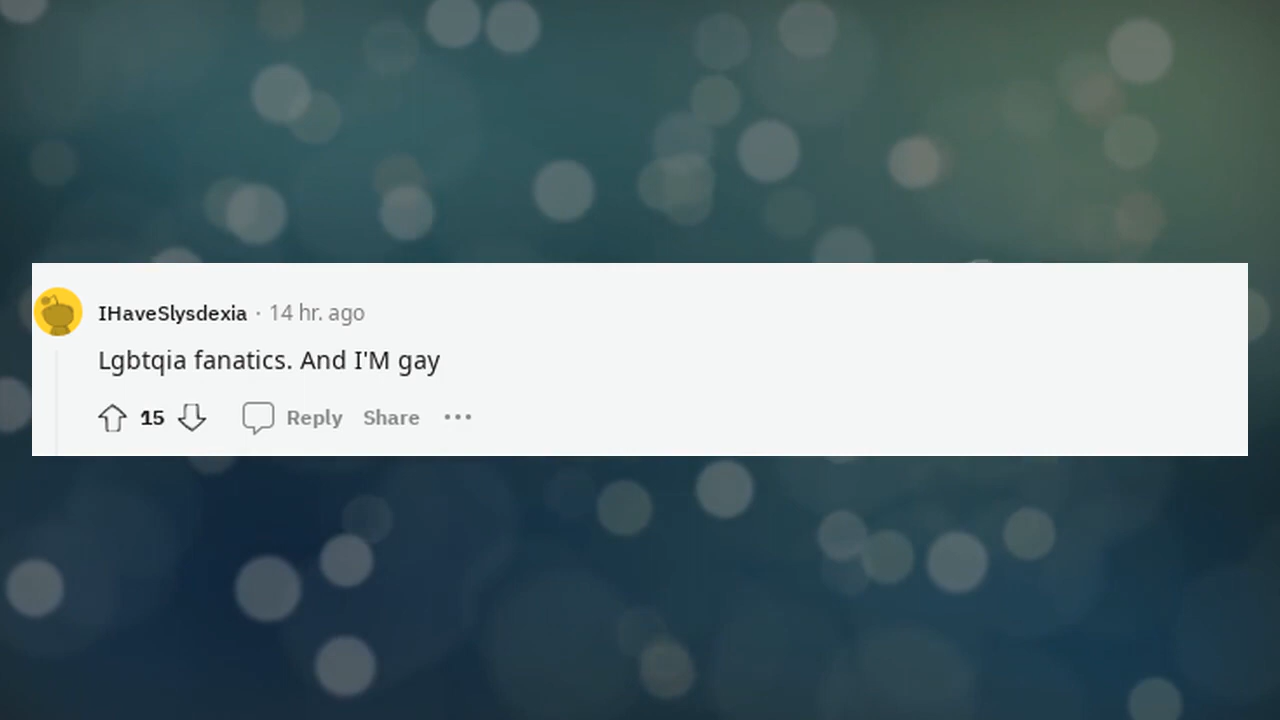 IHaveSlysdexia · 14 hr. ago
Lgbtqia fanatics. And I'M gay
15 Reply Share ···